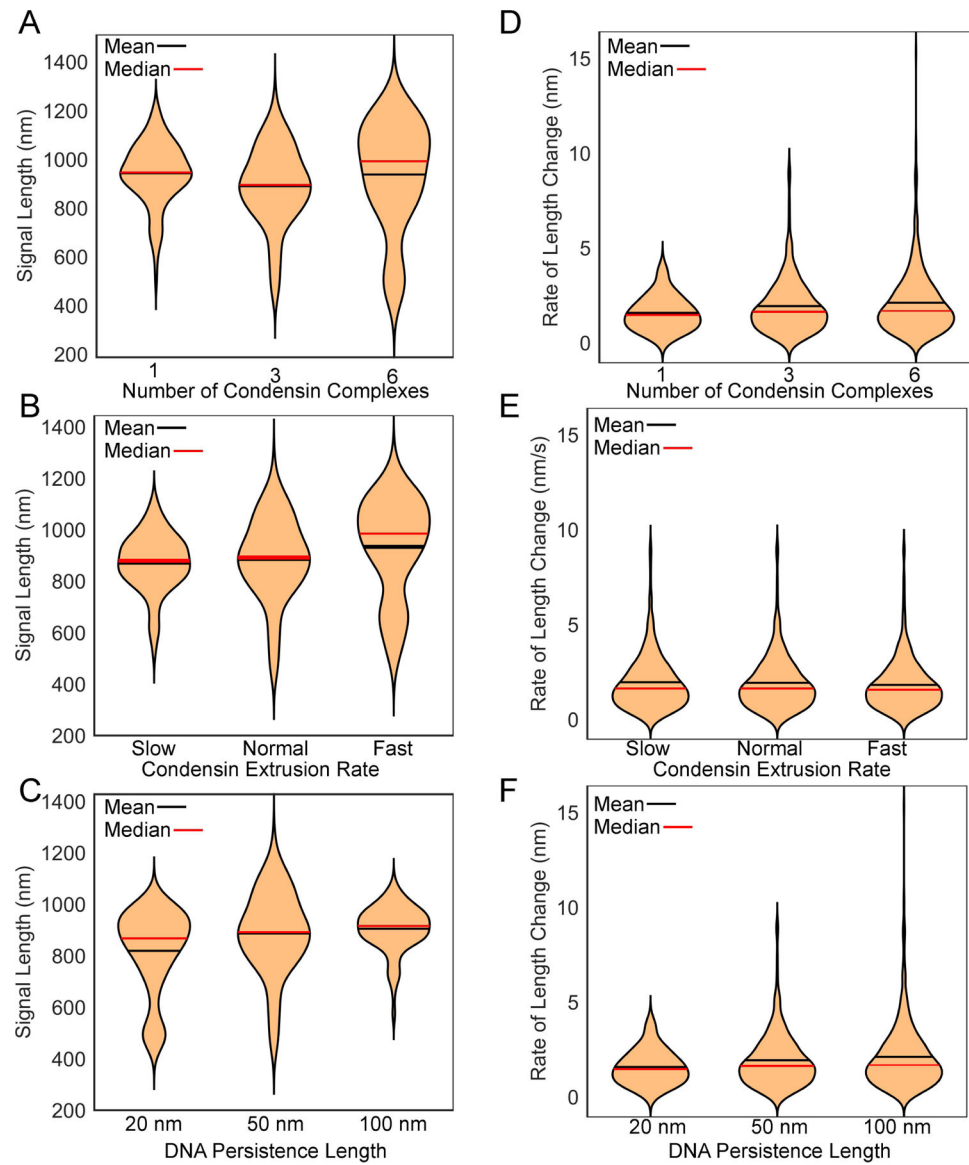 A
Mean
Median
1400
1200
1000
800
600
400
200
Signal Length (nm)
1 3 6
Number of Condensin Complexes
D
Mean
Median
15
10
5
0
Rate of Length Change (nm)
1 3 6
Number of Condensin Complexes
B
Mean
Median
1400
1200
1000
800
600
400
200
Signal Length (nm)
Slow Normal Fast
Condensin Extrusion Rate
E
Mean
Median
15
10
5
0
Rate of Length Change (nm/s)
Slow Normal Fast
Condensin Extrusion Rate
C
Mean
Median
1400
1200
1000
800
600
400
200
Signal Length (nm)
20 nm 50 nm 100 nm
DNA Persistence Length
F
Mean
Median
15
10
5
0
Rate of Length Change (nm)
20 nm 50 nm 100 nm
DNA Persistence Length